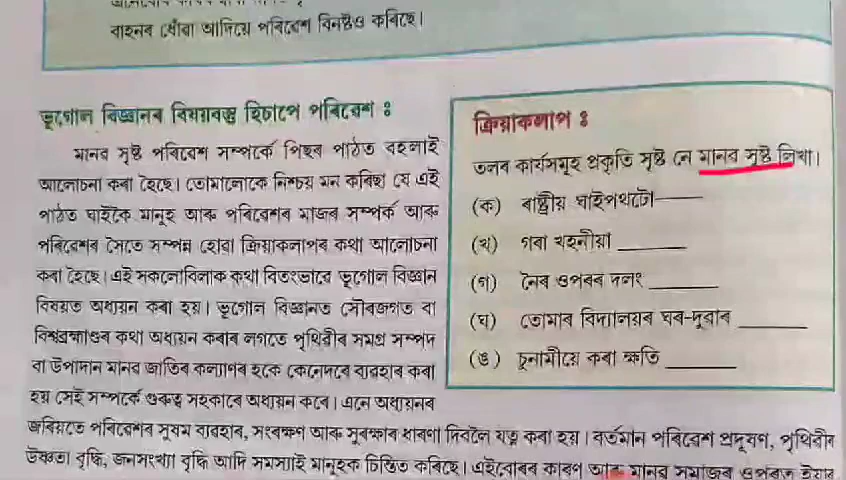 বাহনৰ ধোঁৱা আদিয়ে পৰিৱেশ বিনষ্টও কৰিছে।
ভূগোল বিজ্ঞানৰ বিষয়বস্তু হিচাপে পৰিৱেশ ঃ
মানৱ সৃষ্ট পৰিৱেশ সম্পৰ্কে পিছৰ পাঠত বহলাই
আলোচনা কৰা হৈছে। তোমালোকে নিশ্চয় মন কৰিছা যে এই
পাঠত ঘাইকৈ মানুহ আৰু পৰিৱেশৰ মাজৰ সম্পৰ্ক আৰু
পৰিৱেশৰ সৈতে সম্পন্ন হোৱা ক্ৰিয়াকলাপৰ কথা আলোচনা
কৰা হৈছে। এই সকলোবিলাক কথা বিতংভাৱে ভূগোল বিজ্ঞান
বিষয়ত অধ্যয়ন কৰা হয়। ভূগোল বিজ্ঞানত সৌৰজগত বা
বিশ্বব্ৰহ্মাণ্ডৰ কথা অধ্যয়ন কৰাৰ লগতে পৃথিৱীৰ সমগ্ৰ সম্পদ
বা উপাদান মানৱ জাতিৰ কল্যাণৰ হকে কেনেদৰে ব্যৱহাৰ কৰা
হয় সেই সম্পৰ্কে গুৰুত্ব সহকাৰে অধ্যয়ন কৰে। এনে অধ্যয়নৰ
জৰিয়তে পৰিৱেশৰ সুষম ব্যৱহাৰ, সংৰক্ষণ আৰু সুৰক্ষাৰ ধাৰণা দিবলৈ যত্ন কৰা হয়। বৰ্তমান পৰিৱেশ প্ৰদূষণ, পৃথিৱীৰ
উষ্ণতা বৃদ্ধি, জনসংখ্যা বৃদ্ধি আদি সমস্যাই মানুহক চিন্তিত কৰিছে। এইবোৰৰ কাৰণ আৰু মানৱ সমাজৰ ওপৰত ইয়াৰ
ক্ৰিয়াকলাপ ঃ
তলৰ কাৰ্যসমূহ প্ৰকৃতি সৃষ্ট নে মানৱ সৃষ্ট লিখা।
(ক) ৰাষ্ট্ৰীয় ঘাইপথটো
(খ) গৰা খহনীয়া ______
(গ) নৈৰ ওপৰৰ দলং ______
(ঘ) তোমাৰ বিদ্যালয়ৰ ঘৰ-দুৱাৰ ______
(ঙ) চুনামীয়ে কৰা ক্ষতি ______